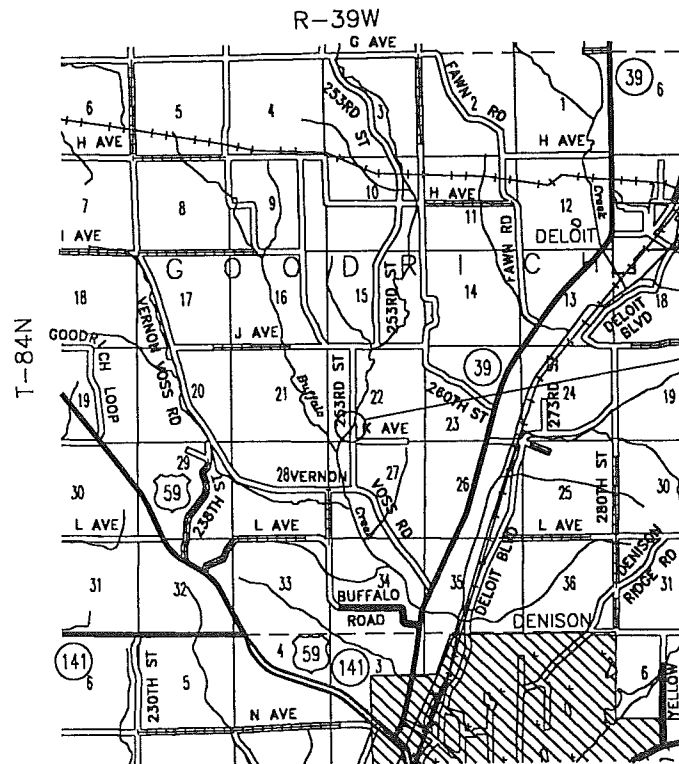 R-39W
T-84N
G AVE
6
5
4
253RD ST
3
FAWN RD
2
1
39
6
H AVE
H AVE
7
8
9
10
H AVE
11
12
Creek
I AVE
DELOIT
G O O D R I C
FAWN RD
18
17
16
15
253RD ST
14
13
18
DELOIT BLVD
VERNON VOSS RD
GOODRICH LOOP
J AVE
39
260TH ST
273RD ST
19
20
21
Buffalo
253RD ST
22
K AVE
23
24
19
59
29
28
VERNON VOSS RD
27
26
25
280TH ST
30
30
238TH ST
L AVE
L AVE
Creek
L AVE
31
32
33
34
35
DELOIT BLVD
36
DENISON RIDGE RD
31
BUFFALO ROAD
DENISON
141
6
230TH ST
5
4
59
141
3
N AVE
6
YELLOW